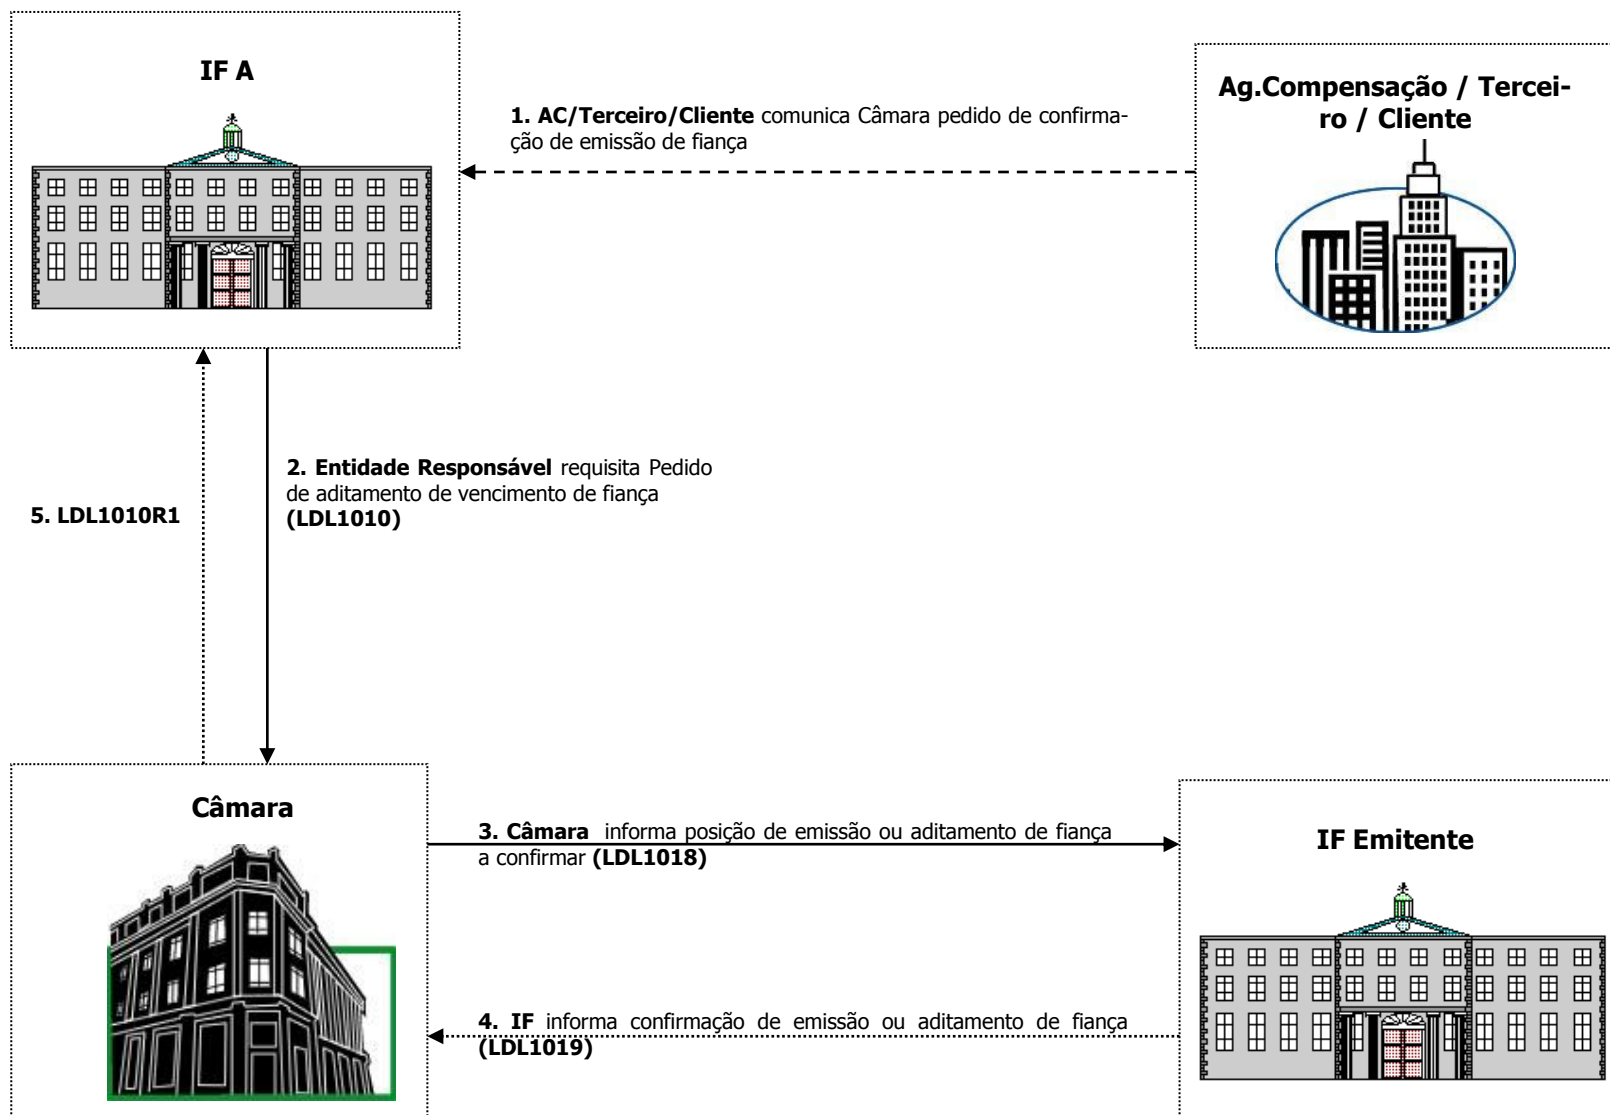 IF A
Ag.Compensação / Tercei-
ro / Cliente
1. AC/Terceiro/Cliente comunica Câmara pedido de confirma-
ção de emissão de fiança
2. Entidade Responsável requisita Pedido
de aditamento de vencimento de fiança
(LDL1010)
5. LDL1010R1
Câmara
3. Câmara informa posição de emissão ou aditamento de fiança
a confirmar (LDL1018)
IF Emitente
4. IF informa confirmação de emissão ou aditamento de fiança
(LDL1019)